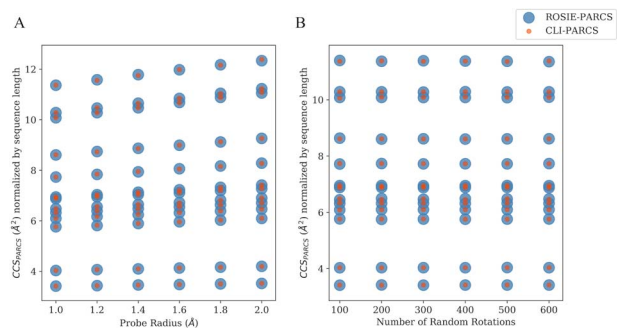 A
B
ROSIE-PARCS
CLI-PARCS
CCS_PARCS (Å²) normalized by sequence length
12
10
8
6
4
1.0 1.2 1.4 1.6 1.8 2.0
Probe Radius (Å)
CCS_PARCS (Å²) normalized by sequence length
10
8
6
4
100 200 300 400 500 600
Number of Random Rotations